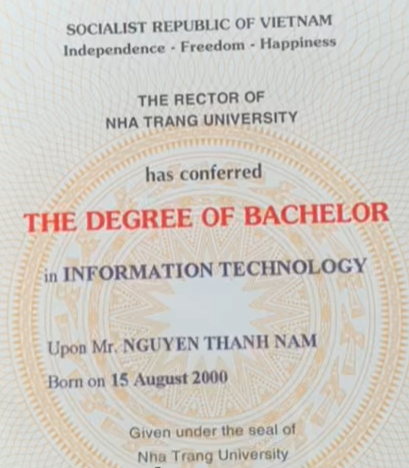 SOCIALIST REPUBLIC OF VIETNAM
Independence - Freedom - Happiness
THE RECTOR OF
NHA TRANG UNIVERSITY
has conferred
THE DEGREE OF BACHELOR
in INFORMATION TECHNOLOGY
Upon Mr. NGUYEN THANH NAM
Born on 15 August 2000
Given under the seal of
Nha Trang University